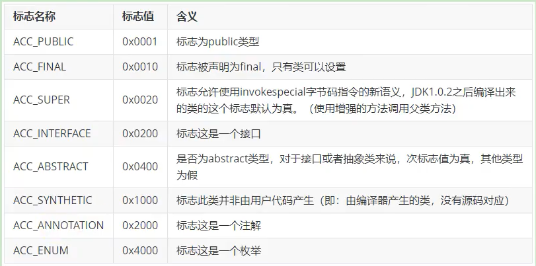 标志名称 标志值 含义
ACC_PUBLIC 0x0001 标志为public类型
ACC_FINAL 0x0010 标志被声明为final，只有类可以设置
ACC_SUPER 0x0020 标志允许使用invokespecial字节码指令的新语义，JDK1.0.2之后编译出来
的类的这个标志默认为真。（使用增强的方法调用父类方法）
ACC_INTERFACE 0x0200 标志这是一个接口
ACC_ABSTRACT 0x0400 是否为abstract类型，对于接口或者抽象类来说，次标志值为真，其他类型
为假
ACC_SYNTHETIC 0x1000 标志此类并非由用户代码产生（即：由编译器产生的类，没有源码对应）
ACC_ANNOTATION 0x2000 标志这是一个注解
ACC_ENUM 0x4000 标志这是一个枚举